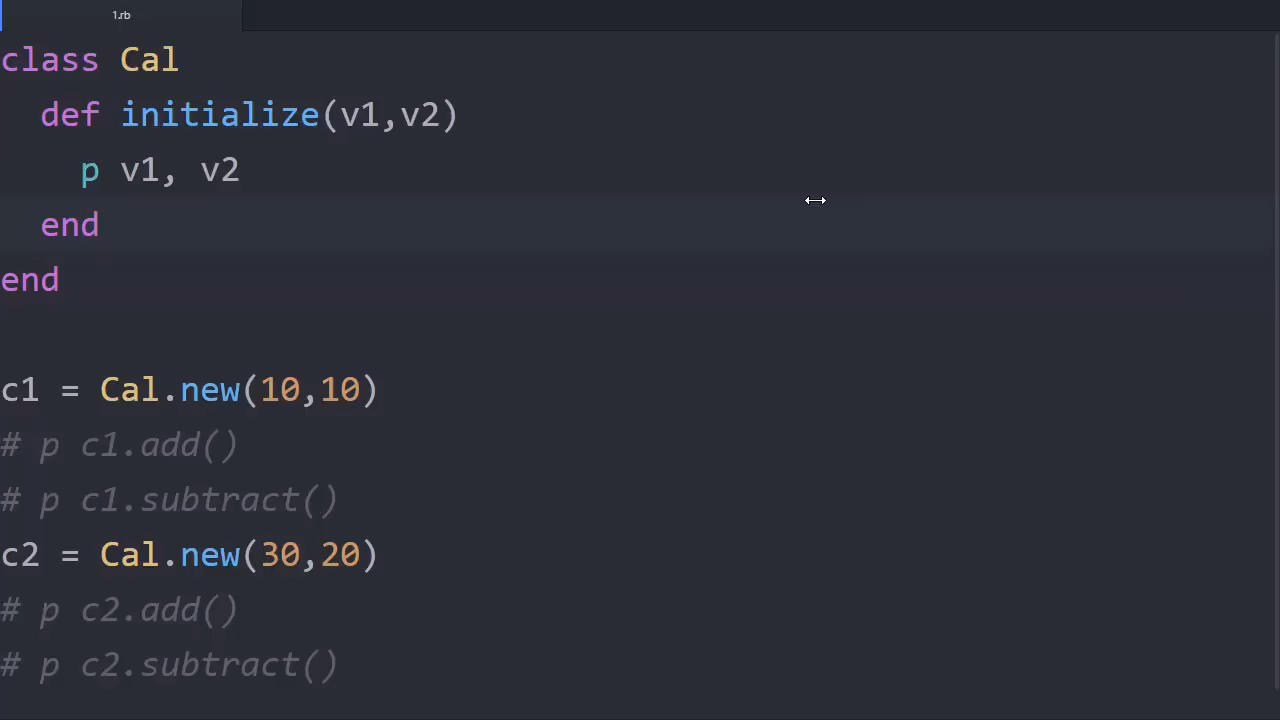 1.rb
class Cal
  def initialize(v1,v2)
    p v1, v2
  end
end
c1 = Cal.new(10,10)
# p c1.add()
# p c1.subtract()
c2 = Cal.new(30,20)
# p c2.add()
# p c2.subtract()